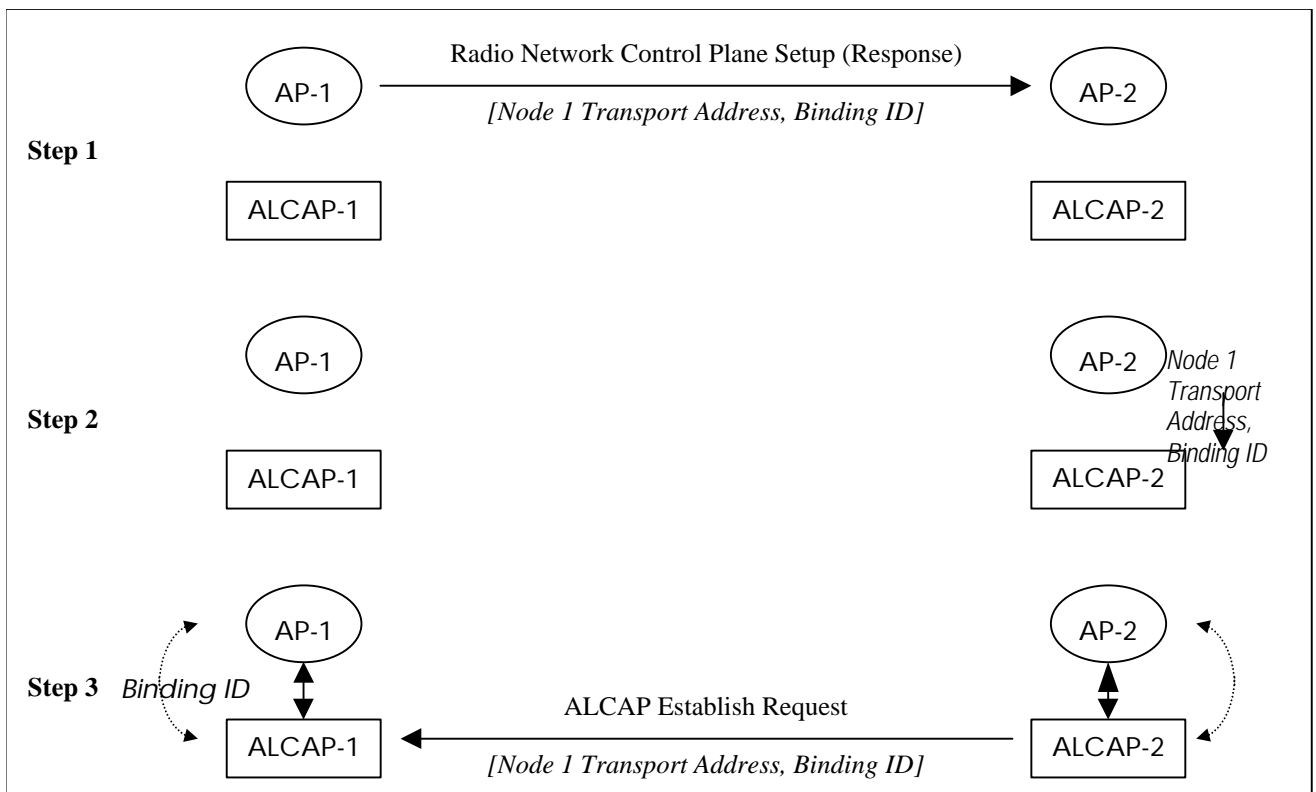 Radio Network Control Plane Setup (Response)
AP-1
AP-2
[Node 1 Transport Address, Binding ID]
Step 1
ALCAP-1
ALCAP-2
AP-1
AP-2
Node 1
Transport
Address,
Binding ID
Step 2
ALCAP-1
ALCAP-2
AP-1
AP-2
Step 3
Binding ID
ALCAP Establish Request
ALCAP-1
ALCAP-2
[Node 1 Transport Address, Binding ID]